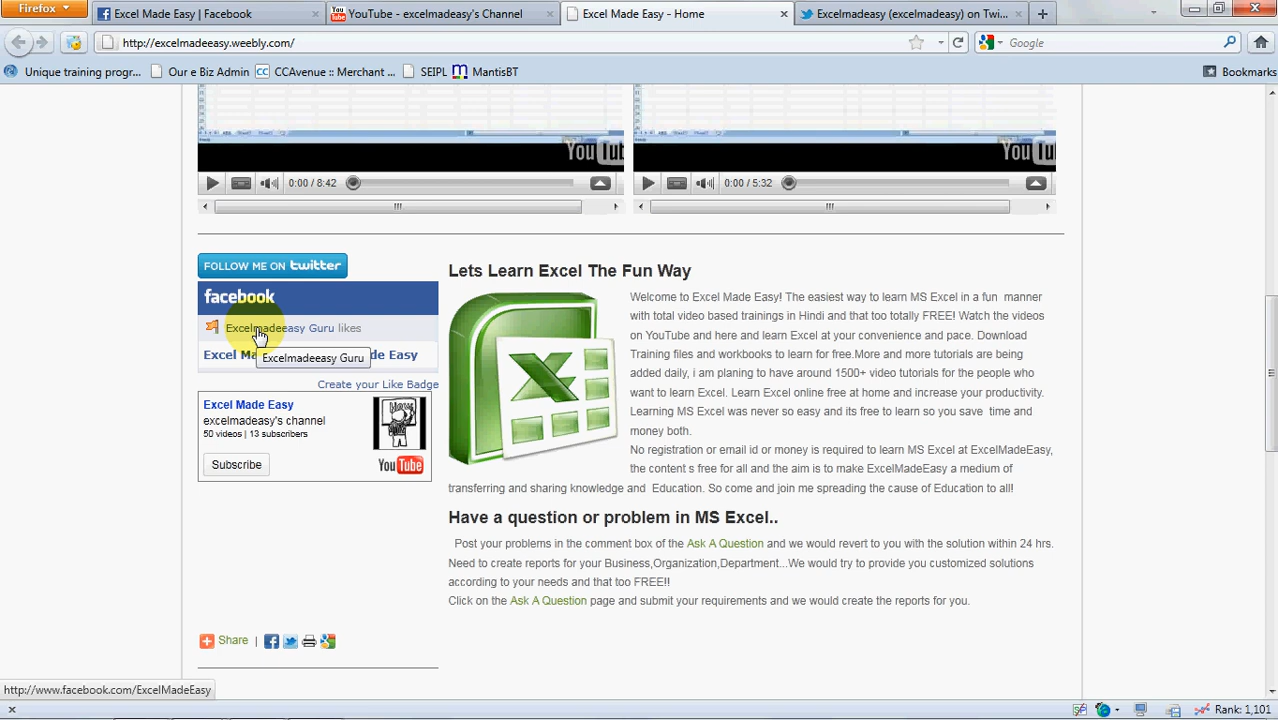 Firefox
Excel Made Easy | Facebook
YouTube - excelmadeasy's Channel
Excel Made Easy - Home
Excelmadeasy (excelmadeasy) on Twi...
http://excelmadeeasy.weebly.com/
Google
Unique training progr...
Our e Biz Admin
CCAvenue :: Merchant ...
SEIPL
MantisBT
Bookmarks
YouTub
YouTub
0:00 / 8:42
0:00 / 5:32
FOLLOW ME ON twitter
facebook
Excelmadeeasy Guru likes
Excel Ma de Easy
Excelmadeeasy Guru
Create your Like Badge
Excel Made Easy
excelmadeasy's channel
50 videos | 13 subscribers
Subscribe
YouTube
Lets Learn Excel The Fun Way
Welcome to Excel Made Easy! The easiest way to learn MS Excel in a fun manner
with total video based trainings in Hindi and that too totally FREE! Watch the videos
on YouTube and here and learn Excel at your convenience and pace. Download
Training files and workbooks to learn for free.More and more tutorials are being
added daily, i am planing to have around 1500+ video tutorials for the people who
want to learn Excel. Learn Excel online free at home and increase your productivity.
Learning MS Excel was never so easy and its free to learn so you save time and
money both.
No registration or email id or money is required to learn MS Excel at ExcelMadeEasy,
the content s free for all and the aim is to make ExcelMadeEasy a medium of
transferring and sharing knowledge and Education. So come and join me spreading the cause of Education to all!
Have a question or problem in MS Excel..
Post your problems in the comment box of the Ask A Question and we would revert to you with the solution within 24 hrs.
Need to create reports for your Business,Organization,Department...We would try to provide you customized solutions
according to your needs and that too FREE!!
Click on the Ask A Question page and submit your requirements and we would create the reports for you.
Share |
http://www.facebook.com/ExcelMadeEasy
Rank: 1,101